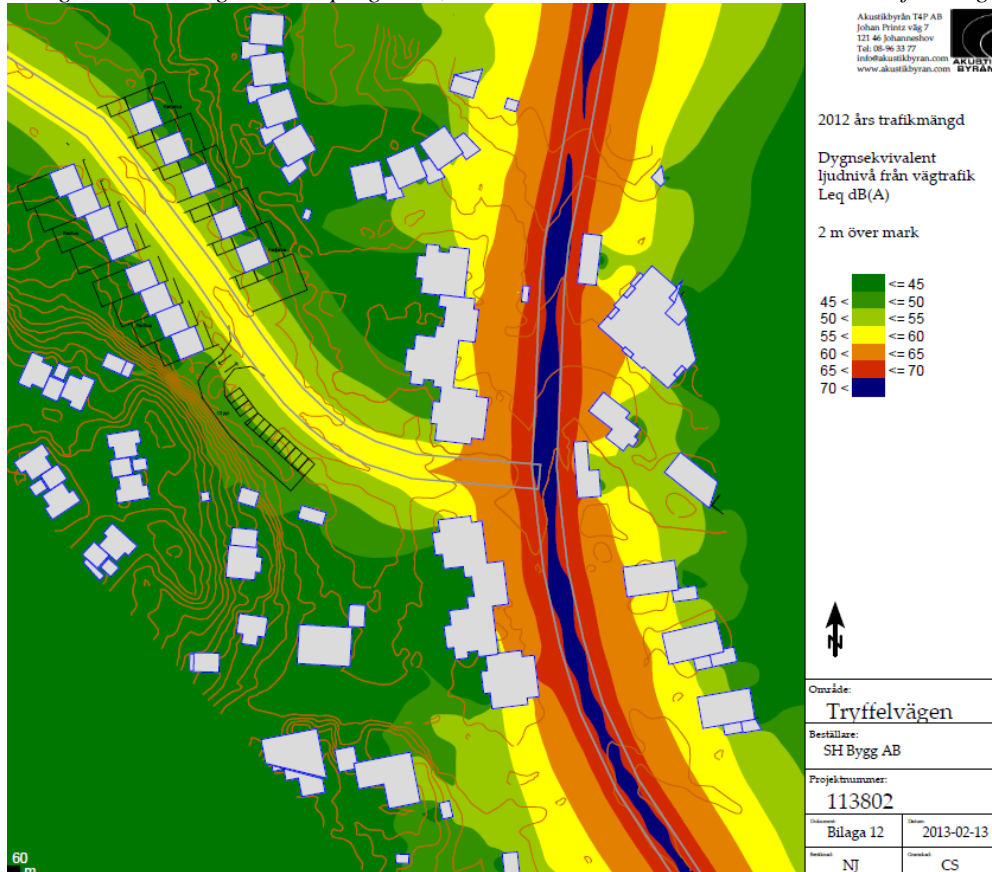 Akustikbyrån T4P AB
Johan Printz väg 7
121 46 Johanneshov
Tel: 08-96 33 77
info@akustikbyran.com
www.akustikbyran.com
AKUSTIK
BYRÅN
2012 års trafikmängd
Dygnsekvivalent
ljudnivå från vägtrafik
Leq dB(A)
2 m över mark
<= 45
45 < <= 50
50 < <= 55
55 < <= 60
60 < <= 65
65 < <= 70
70 <
N
Område:
Tryffelvägen
Beställare:
SH Bygg AB
Projektnummer:
113802
Bilaga 12
2013-02-13
NJ
CS
60
m